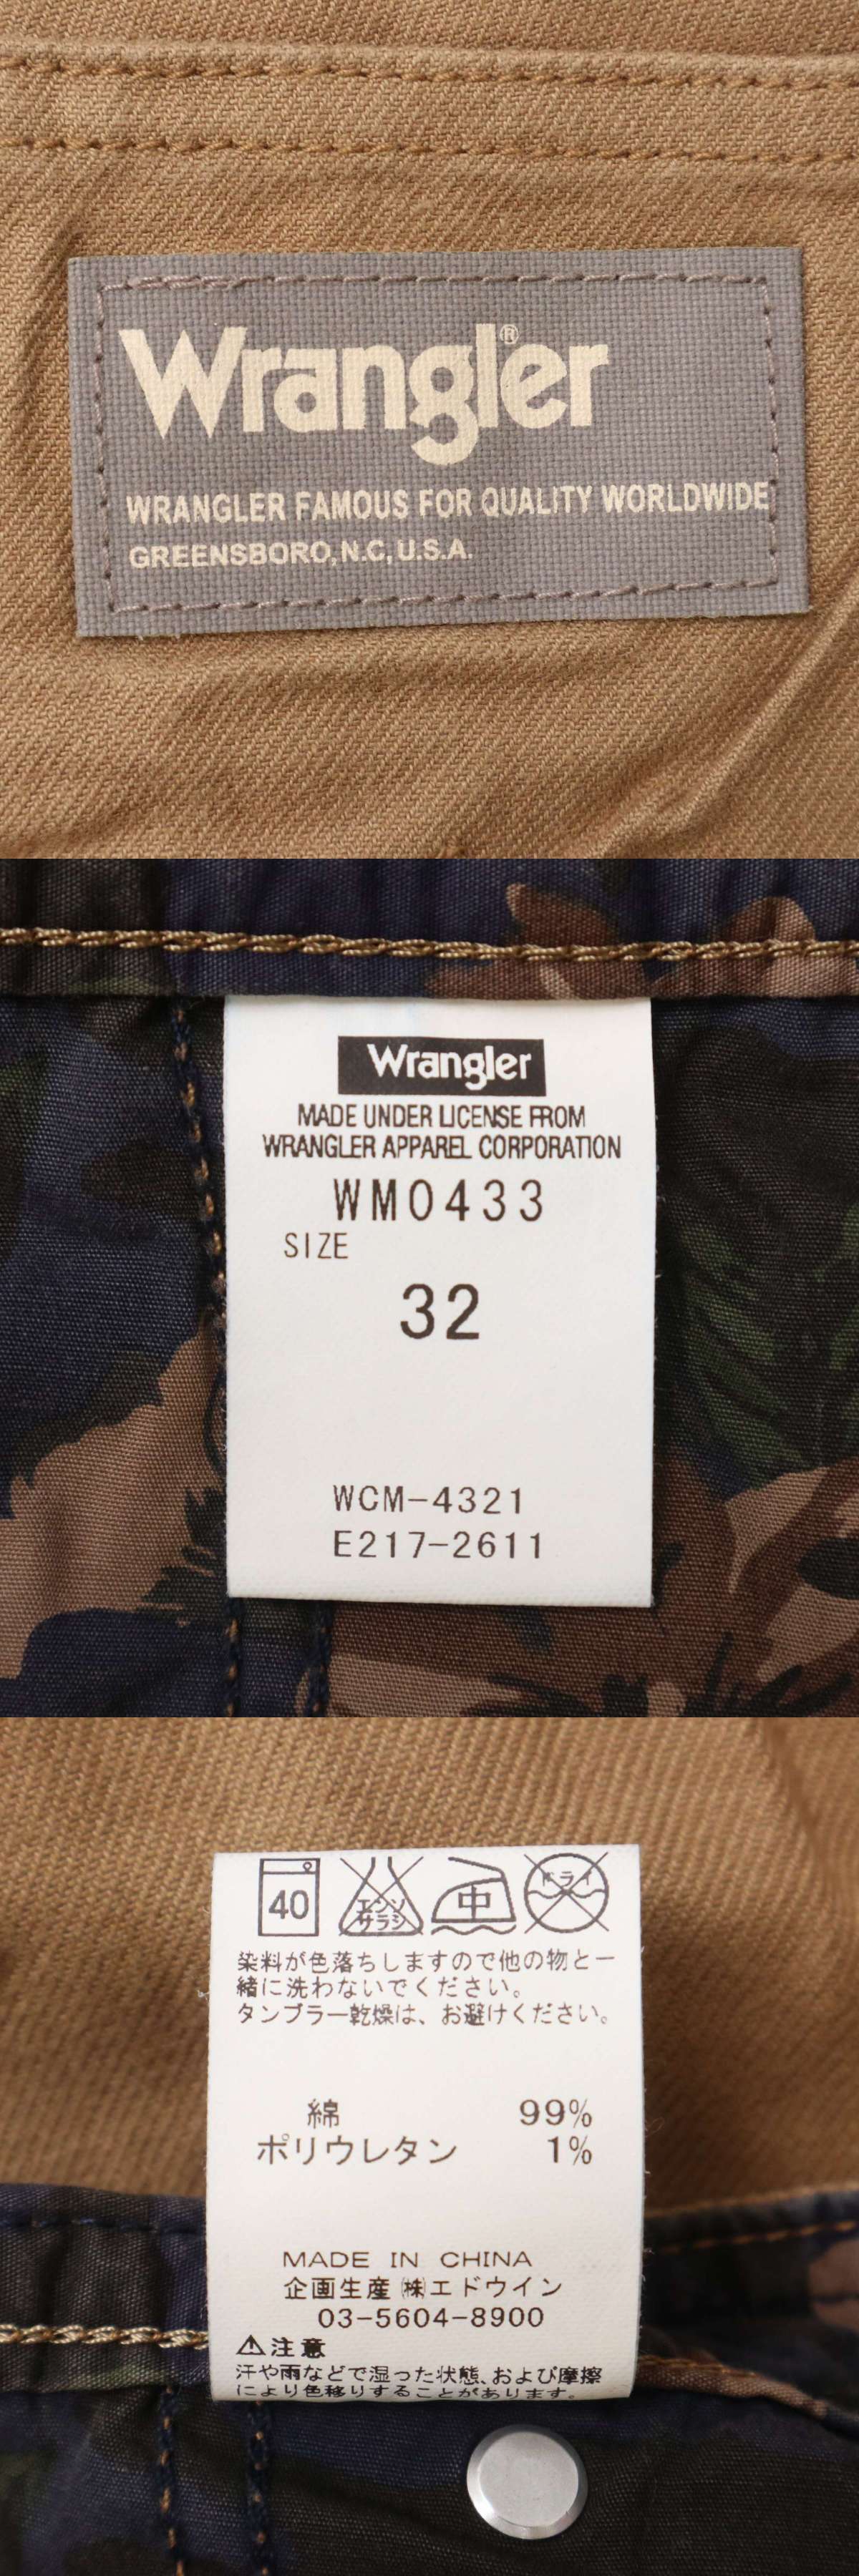 Wrangler®
WRANGLER FAMOUS FOR QUALITY WORLDWIDE
GREENSBORO, N.C, U.S.A.
Wrangler
MADE UNDER LICENSE FROM
WRANGLER APPAREL CORPORATION
WM0433
SIZE
32
WCM-4321
E217-2611
40 エンソサラシ 中 ドライ
染料が色落ちしますので他の物と一
緒に洗わないでください。
タンブラー乾燥は、お避けください。
綿 99%
ポリウレタン 1%
MADE IN CHINA
企画生産 ㈱エドウイン
03-5604-8900
⚠注意
汗や雨などで湿った状態、および摩擦
により色移りすることがあります。